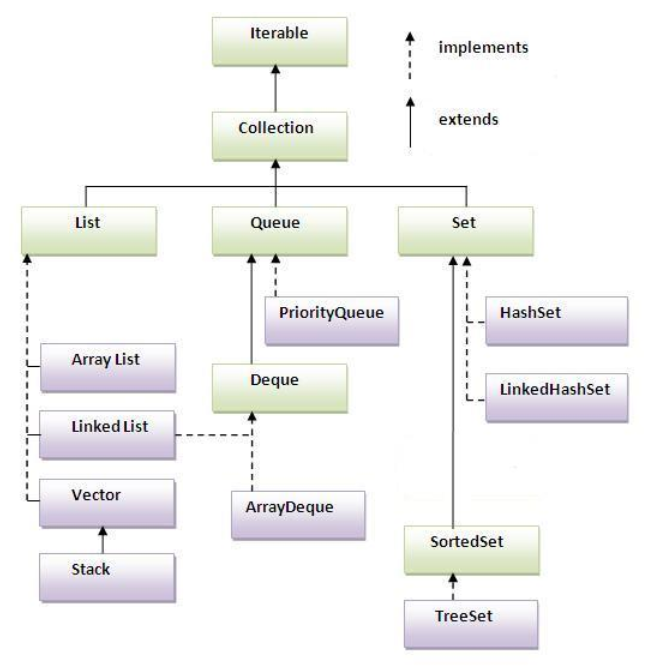 Iterable
implements
Collection
extends
List
Queue
Set
PriorityQueue
HashSet
Array List
Deque
LinkedHashSet
Linked List
Vector
ArrayDeque
SortedSet
Stack
TreeSet